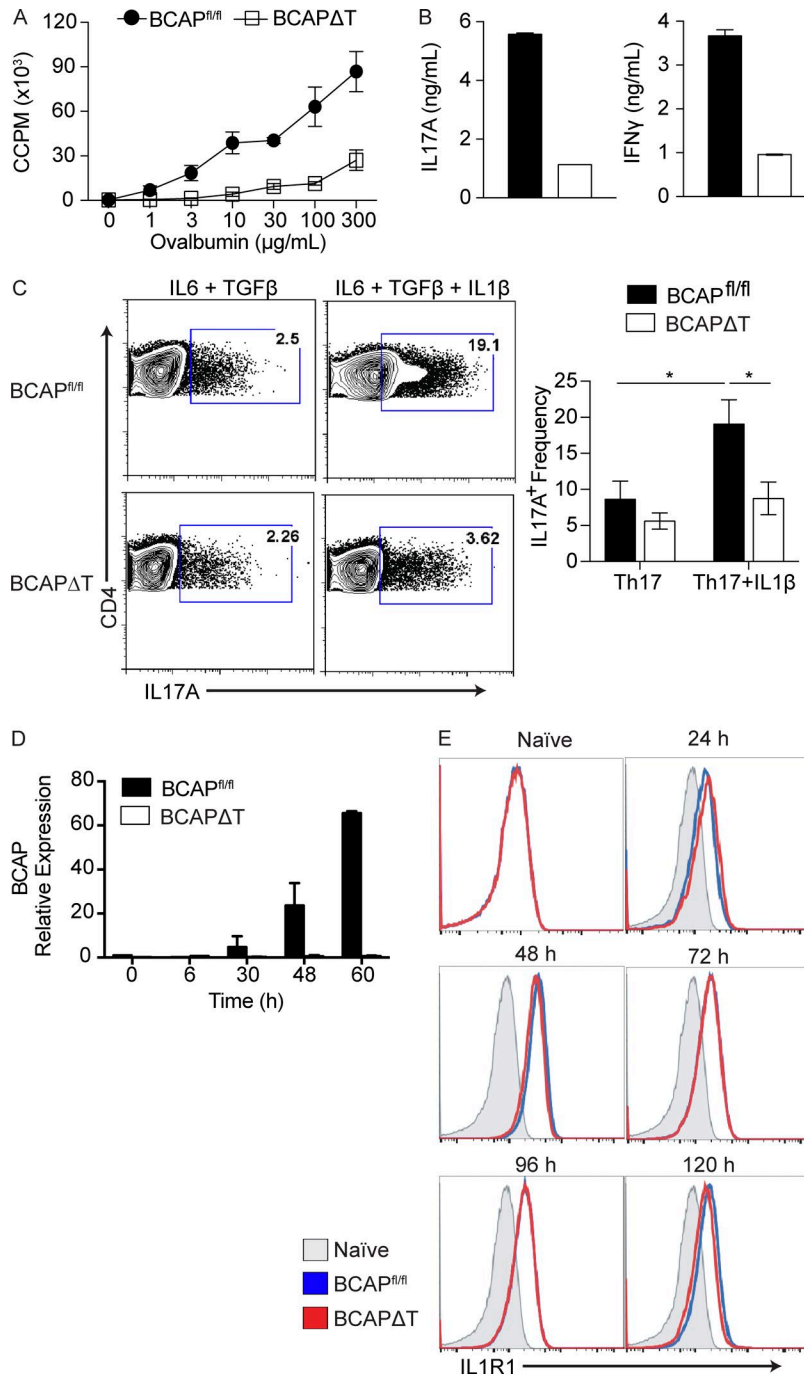 A
BCAPfl/fl
BCAPΔT
120
90
60
30
0
CCPM (x10³)
0 1 3 10 30 100 300
Ovalbumin (µg/mL)
B
6
4
2
0
IL17A (ng/mL)
4
3
2
1
0
IFNγ (ng/mL)
C
IL6 + TGFβ
IL6 + TGFβ + IL1β
BCAPfl/fl
2.5
19.1
BCAPΔT
2.26
3.62
CD4
IL17A
BCAPfl/fl
BCAPΔT
25
20
15
10
5
0
IL17A+ Frequency
* *
Th17 Th17+IL1β
D
BCAPfl/fl
BCAPΔT
80
60
40
20
0
BCAP
Relative Expression
0 6 30 48 60
Time (h)
E
Naïve
24 h
48 h
72 h
96 h
120 h
Naïve
BCAPfl/fl
BCAPΔT
IL1R1